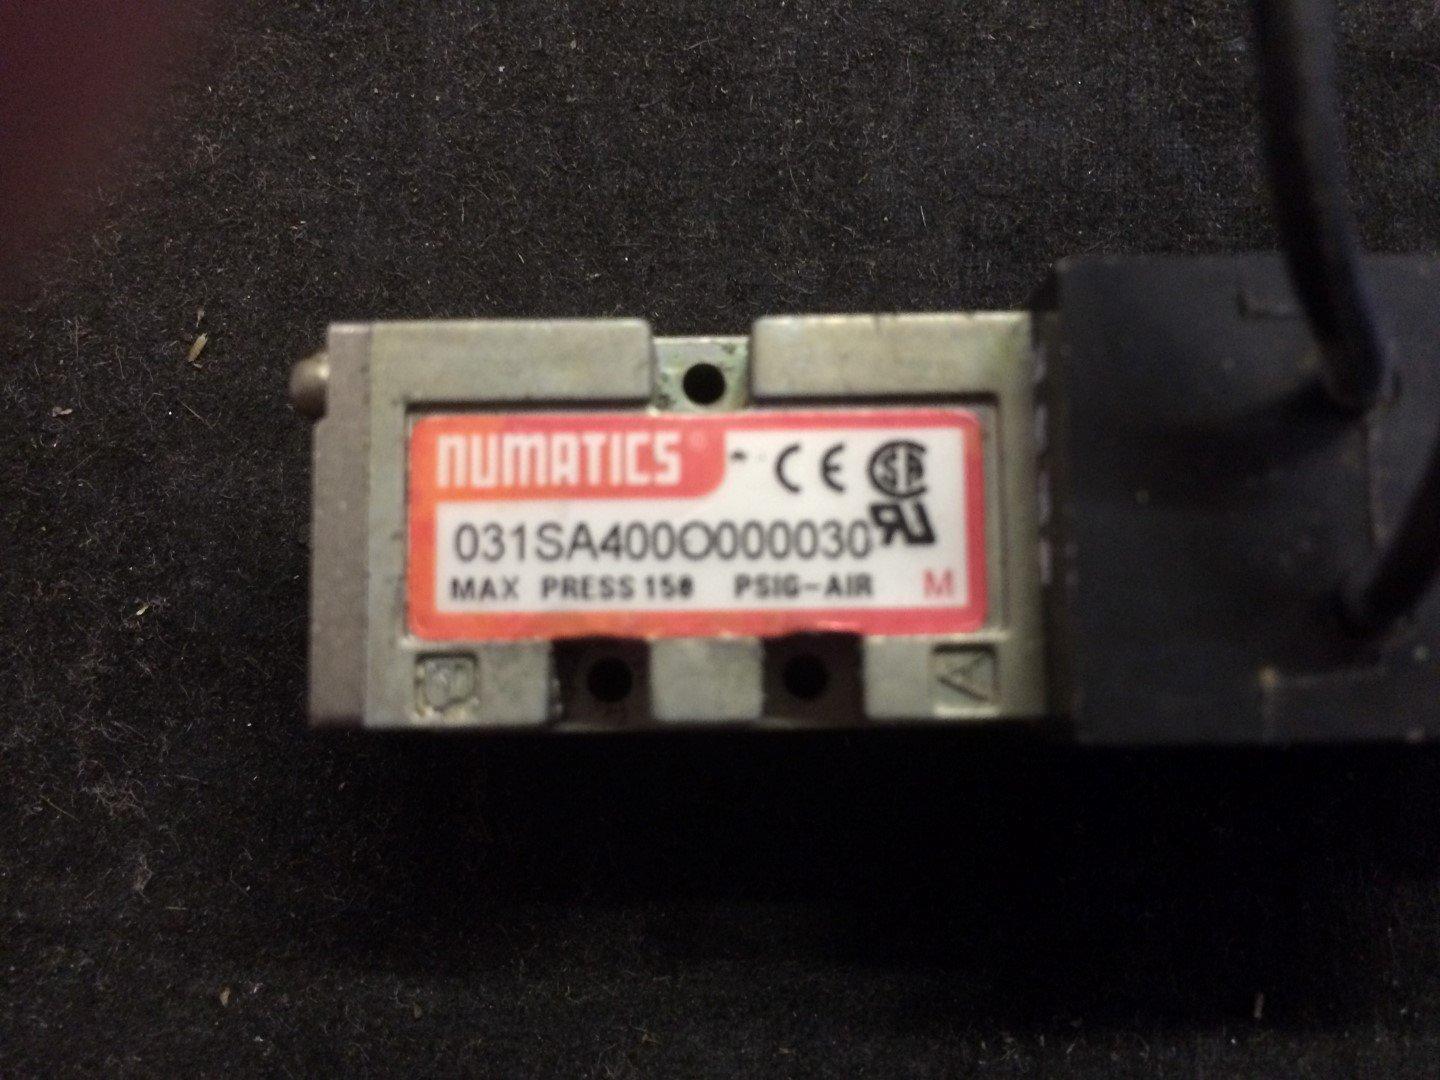 NUMATICS®
CE
031SA400O000030
MAX PRESS 150 PSIG-AIR M
B A